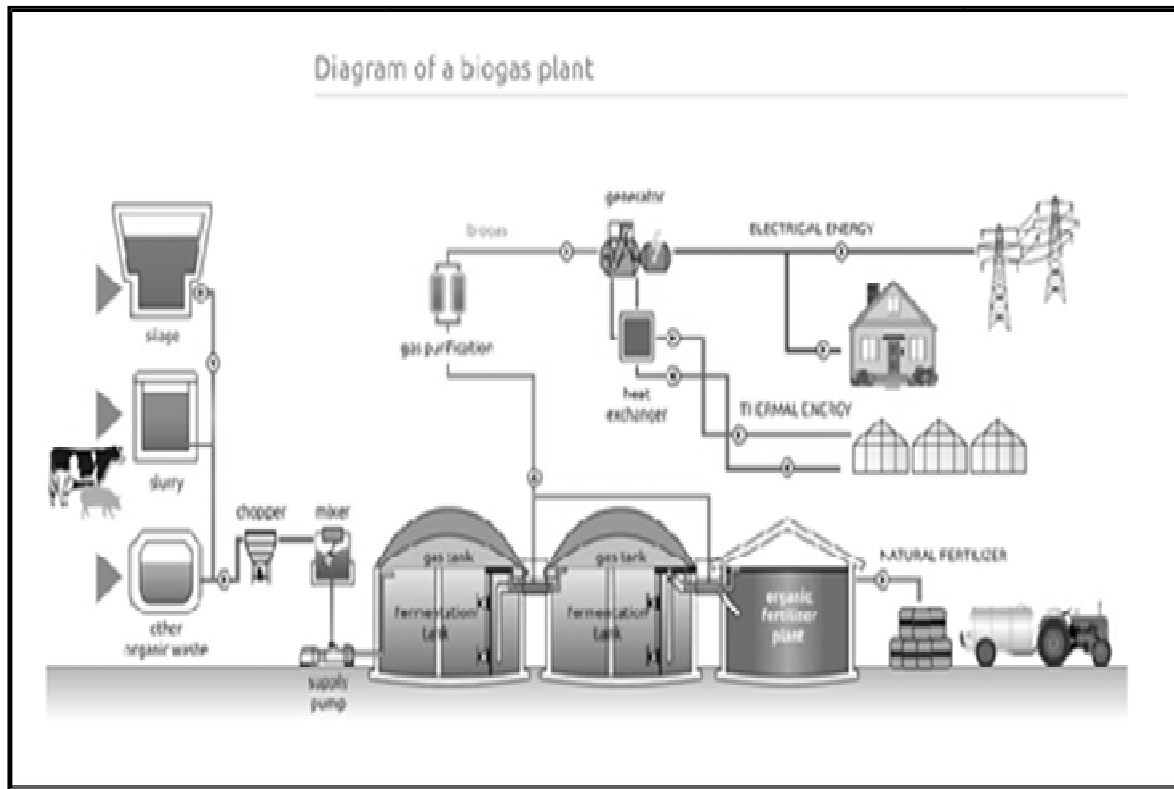 Diagram of a biogas plant
generator
biogas
ELECTRICAL ENERGY
silage
gas purification
heat
exchanger
THERMAL ENERGY
slurry
chopper
mixer
gas tank
gas tank
NATURAL FERTILIZER
fermentation
tank
fermentation
tank
organic
fertilizer
plant
other
organic waste
supply
pump